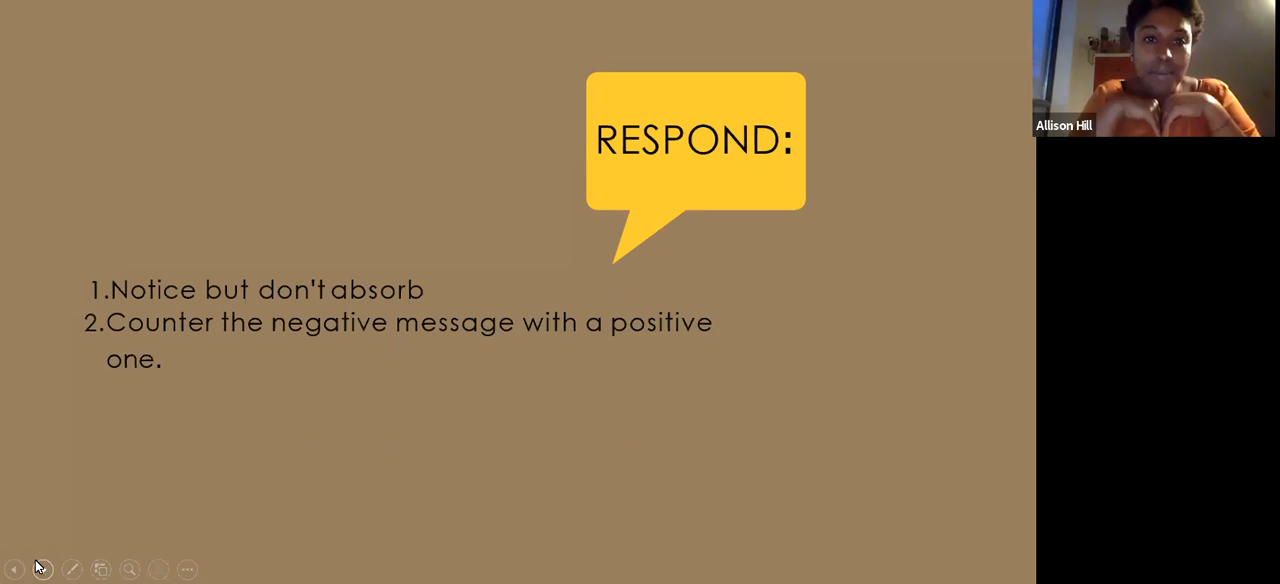 RESPOND:
Allison Hill
1.Notice but don't absorb
2.Counter the negative message with a positive
one.